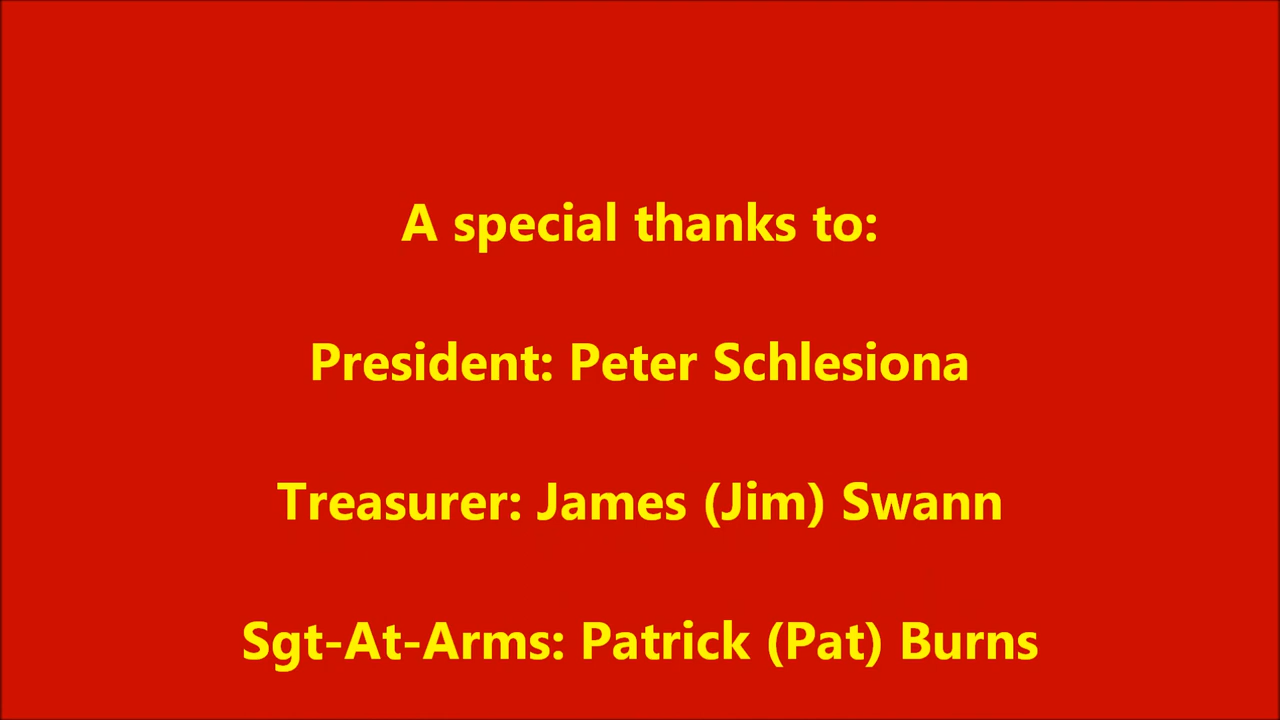 A special thanks to:
President: Peter Schlesiona
Treasurer: James (Jim) Swann
Sgt-At-Arms: Patrick (Pat) Burns